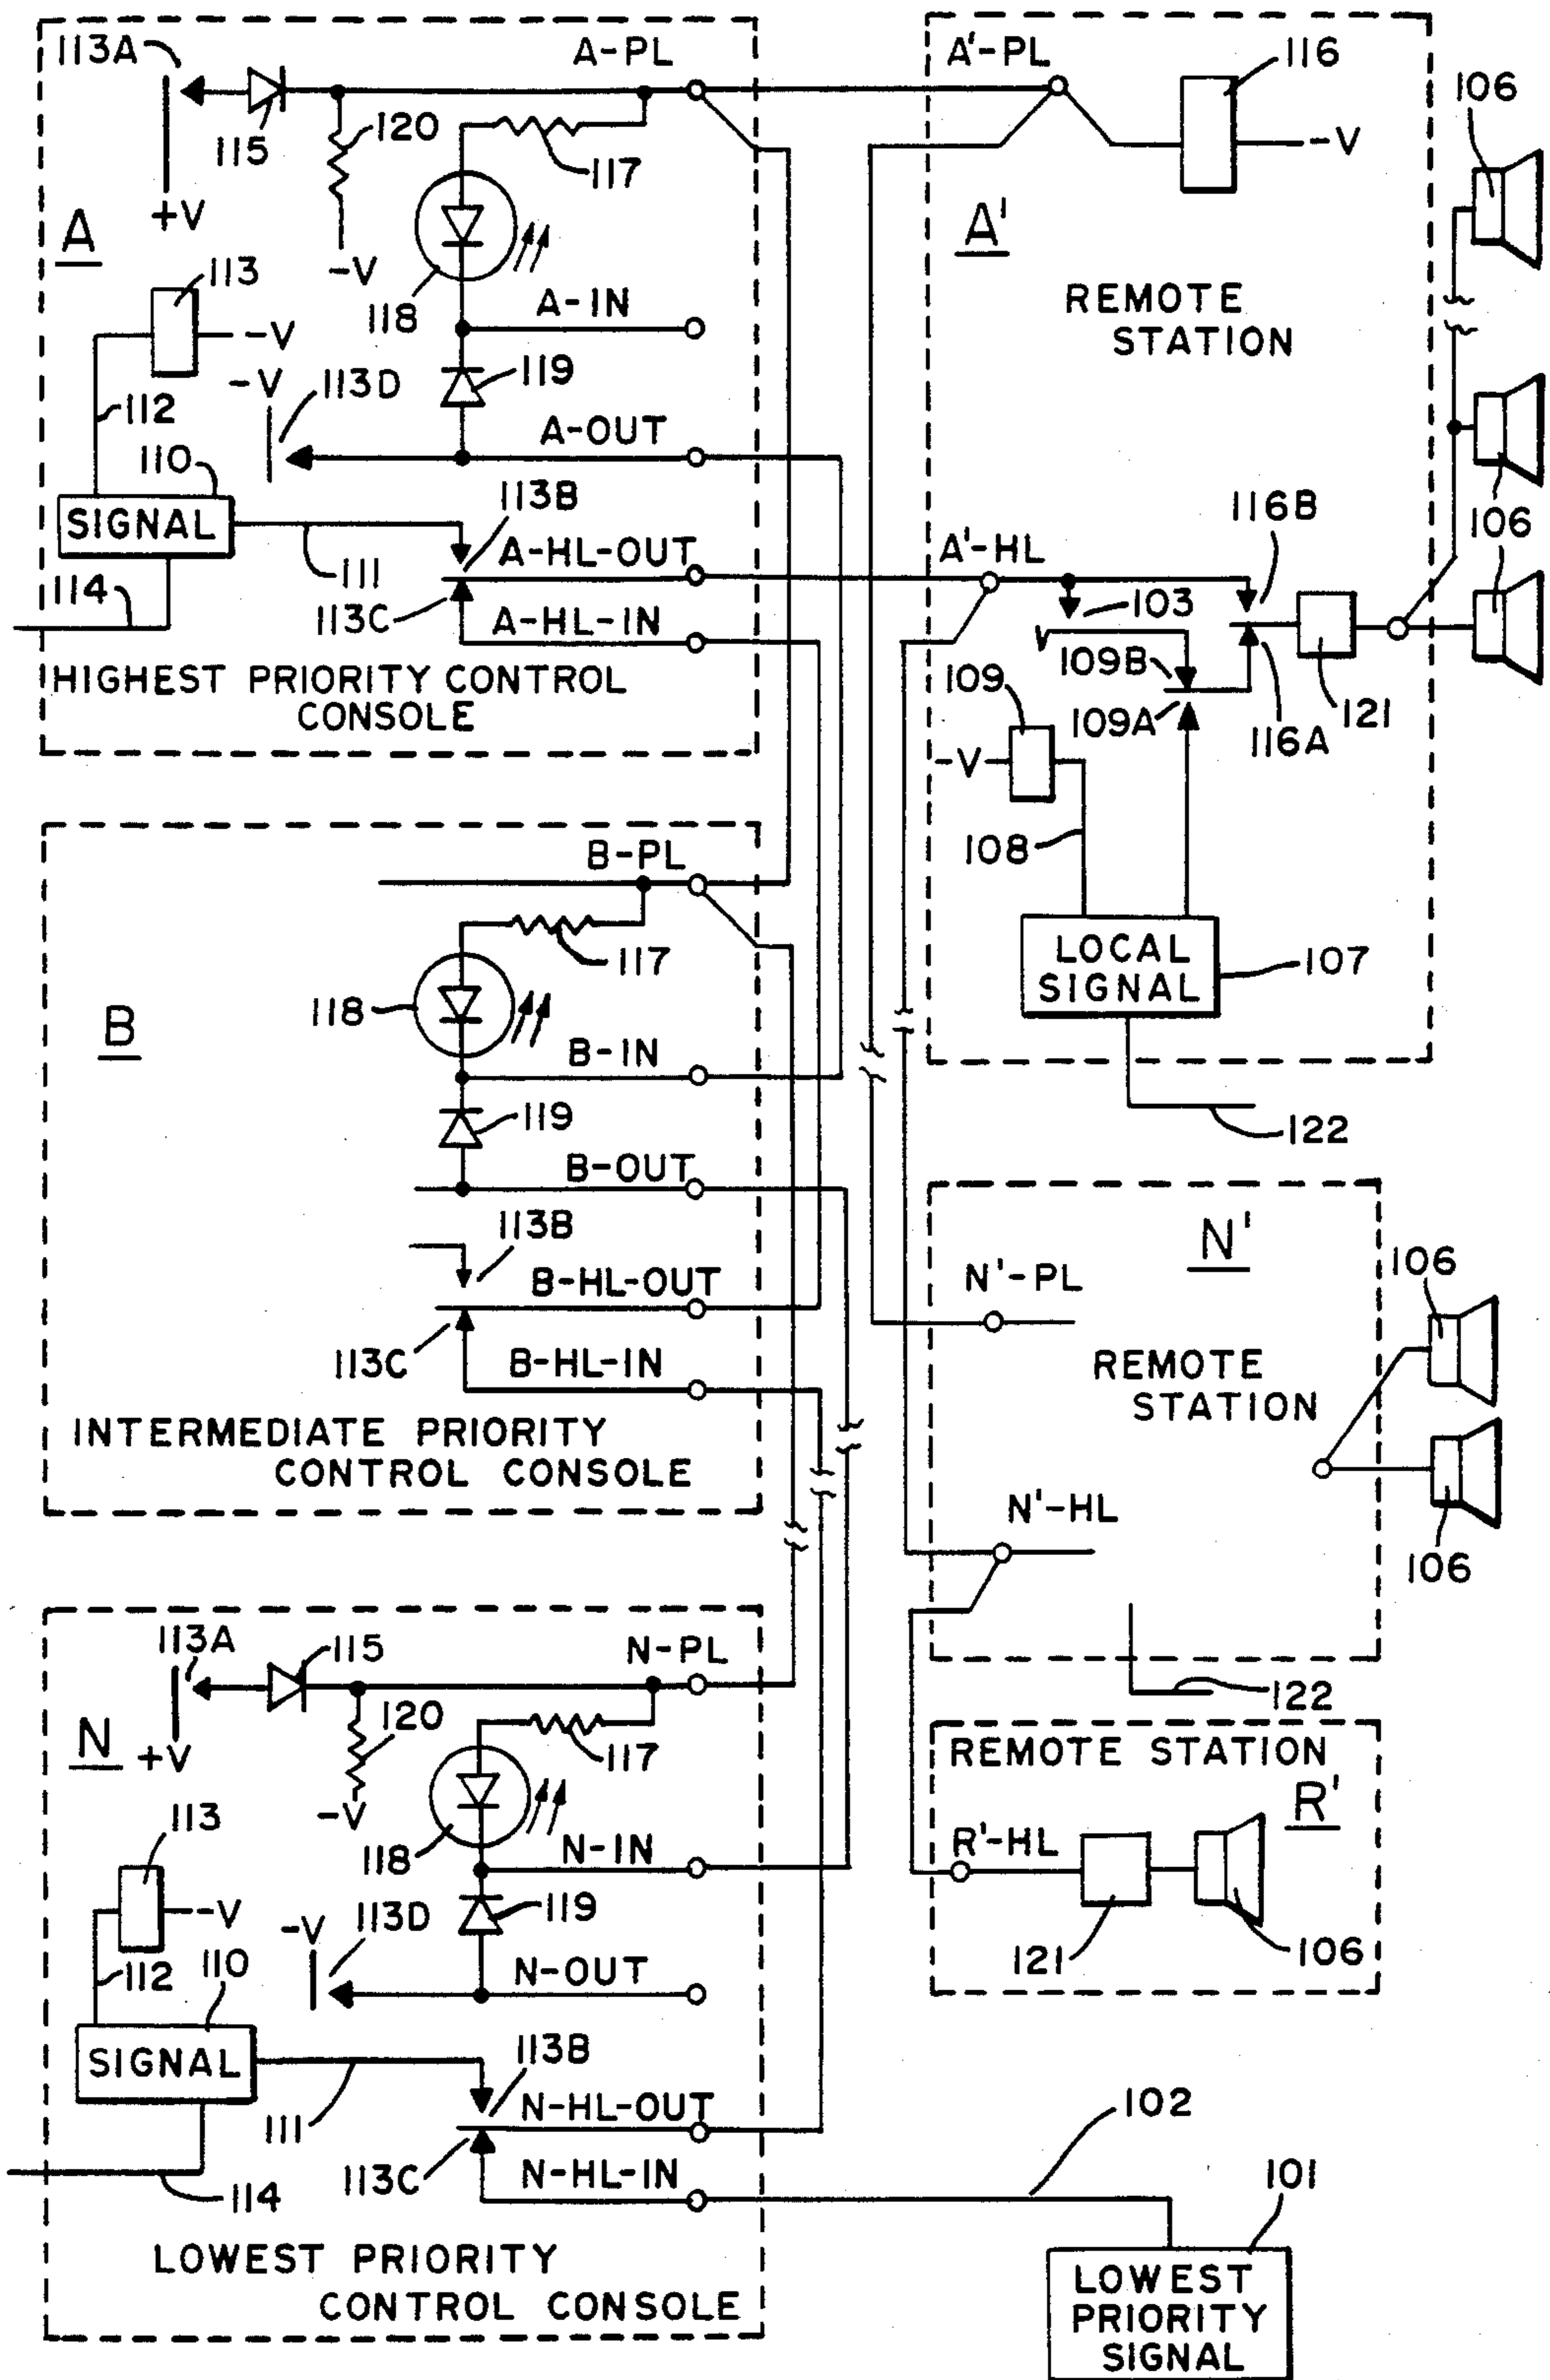 113A
A-PL
115
120
117
+V
-V
A
118
A-IN
113
-V
-V
113D
119
112
A-OUT
110
SIGNAL
111
113B
A-HL-OUT
113C
A-HL-IN
114
HIGHEST PRIORITY CONTROL
CONSOLE
A'-PL
116
-V
A'
REMOTE
STATION
106
106
106
116B
A'-HL
103
109B
109
109A
116A
121
-V
108
LOCAL
SIGNAL
107
122
B-PL
117
118
B
B-IN
119
B-OUT
113B
B-HL-OUT
113C
B-HL-IN
INTERMEDIATE PRIORITY
CONTROL CONSOLE
N'
N'-PL
106
REMOTE
STATION
N'-HL
106
122
REMOTE STATION
R'
R'-HL
121
106
113A
115
N-PL
120
117
N
+V
-V
113
118
N-IN
-V
-V
113D
119
112
110
N-OUT
SIGNAL
113B
111
N-HL-OUT
113C
N-HL-IN
114
LOWEST PRIORITY
CONTROL CONSOLE
102
101
LOWEST
PRIORITY
SIGNAL